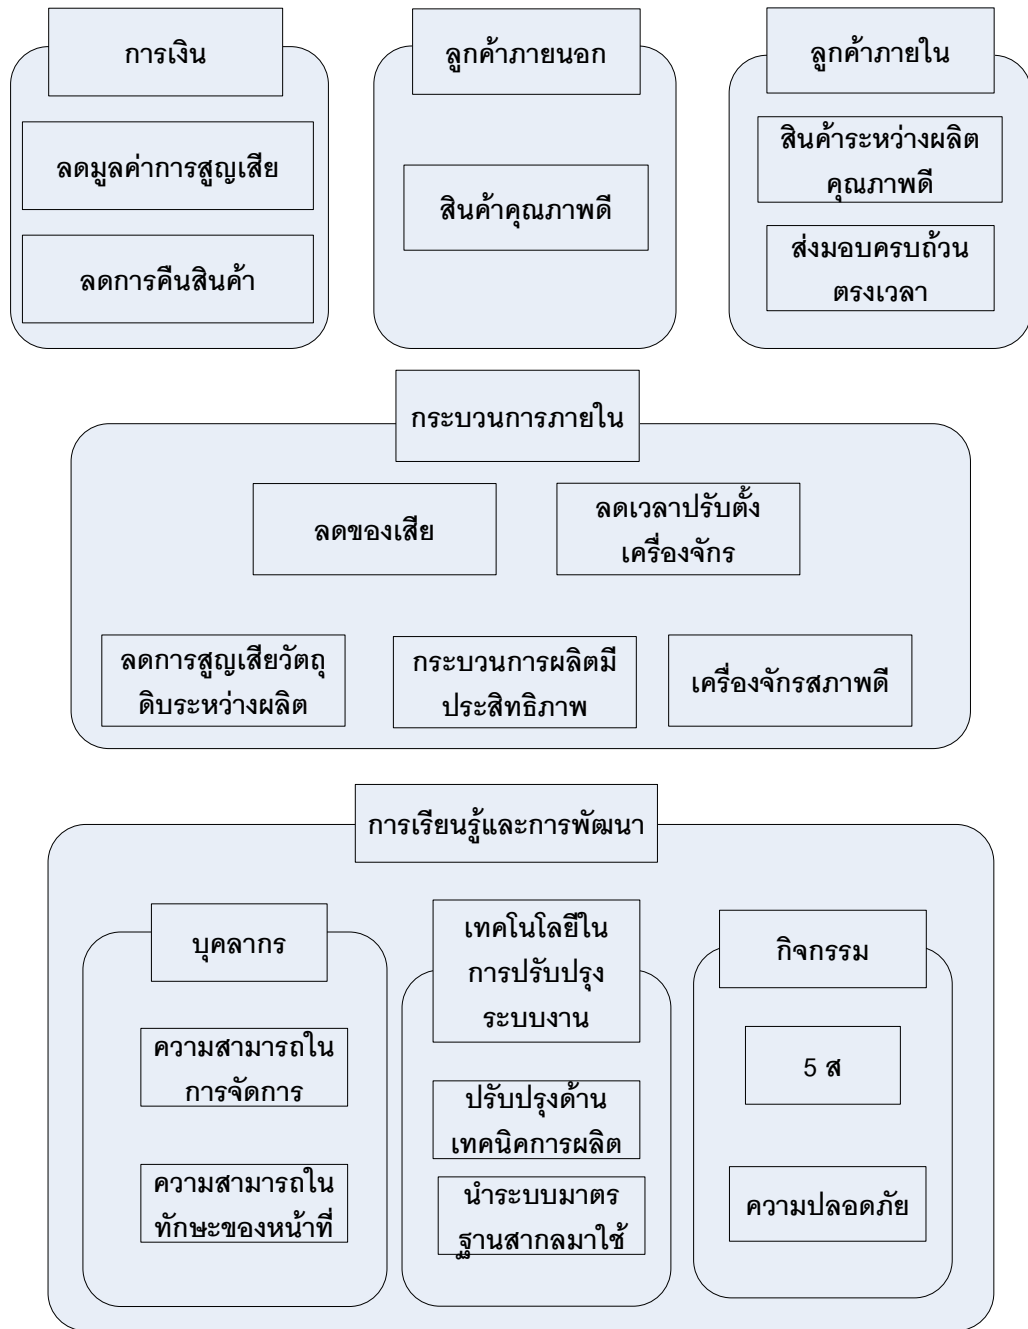 การเงิน
ลดมูลค่าการสูญเสีย
ลดการคืนสินค้า
ลูกค้าภายนอก
สินค้าคุณภาพดี
ลูกค้าภายใน
สินค้าระหว่างผลิต
คุณภาพดี
ส่งมอบครบถ้วน
ตรงเวลา
กระบวนการภายใน
ลดของเสีย
ลดเวลาปรับตั้ง
เครื่องจักร
ลดการสูญเสียวัตถุ
ดิบระหว่างผลิต
กระบวนการผลิตมี
ประสิทธิภาพ
เครื่องจักรสภาพดี
การเรียนรู้และการพัฒนา
บุคลากร
ความสามารถใน
การจัดการ
ความสามารถใน
ทักษะของหน้าที่
เทคโนโลยีใน
การปรับปรุง
ระบบงาน
ปรับปรุงด้าน
เทคนิคการผลิต
นำระบบมาตร
ฐานสากลมาใช้
กิจกรรม
5 ส
ความปลอดภัย